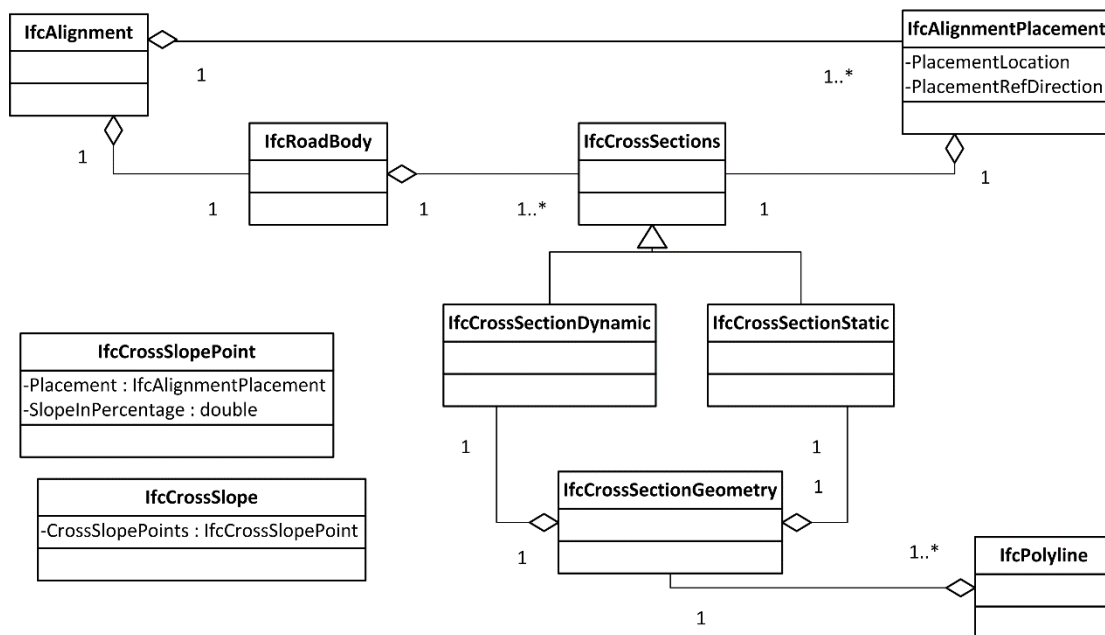 IfcAlignment
IfcAlignmentPlacement
-PlacementLocation
-PlacementRefDirection
1
1..*
IfcRoadBody
IfcCrossSections
1
1
1
1
1..*
1
IfcCrossSectionDynamic
IfcCrossSectionStatic
IfcCrossSlopePoint
-Placement : IfcAlignmentPlacement
-SlopeInPercentage : double
1
1
IfcCrossSectionGeometry
1
1
IfcCrossSlope
-CrossSlopePoints : IfcCrossSlopePoint
1..*
IfcPolyline
1